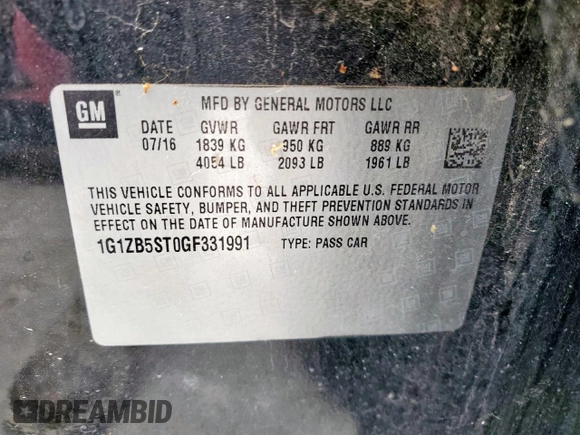 GM
MFD BY GENERAL MOTORS LLC
DATE GVWR GAWR FRT GAWR RR
07/16 1839 KG 950 KG 889 KG
4054 LB 2093 LB 1961 LB
THIS VEHICLE CONFORMS TO ALL APPLICABLE U.S. FEDERAL MOTOR
VEHICLE SAFETY, BUMPER, AND THEFT PREVENTION STANDARDS IN
EFFECT ON THE DATE OF MANUFACTURE SHOWN ABOVE.
1G1ZB5ST0GF331991 TYPE: PASS CAR
DREAMBID